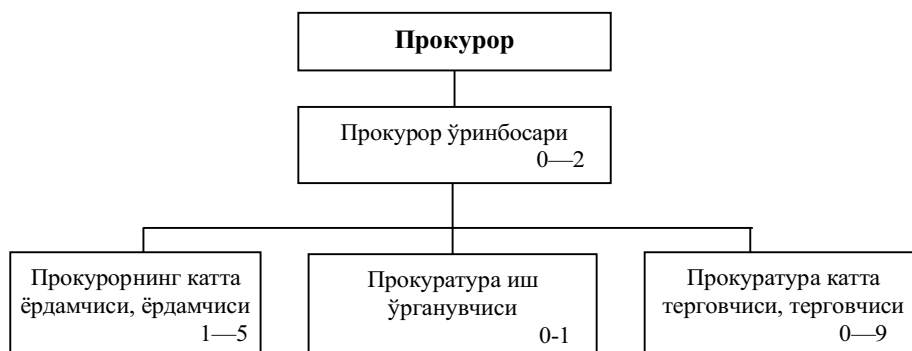 Прокурор
Прокурор ўринбосари
0—2
Прокурорнинг катта
ёрдамчиси, ёрдамчиси
1—5
Прокуратура иш
ўрганувчиси
0-1
Прокуратура катта
терговчиси, терговчиси
0—9